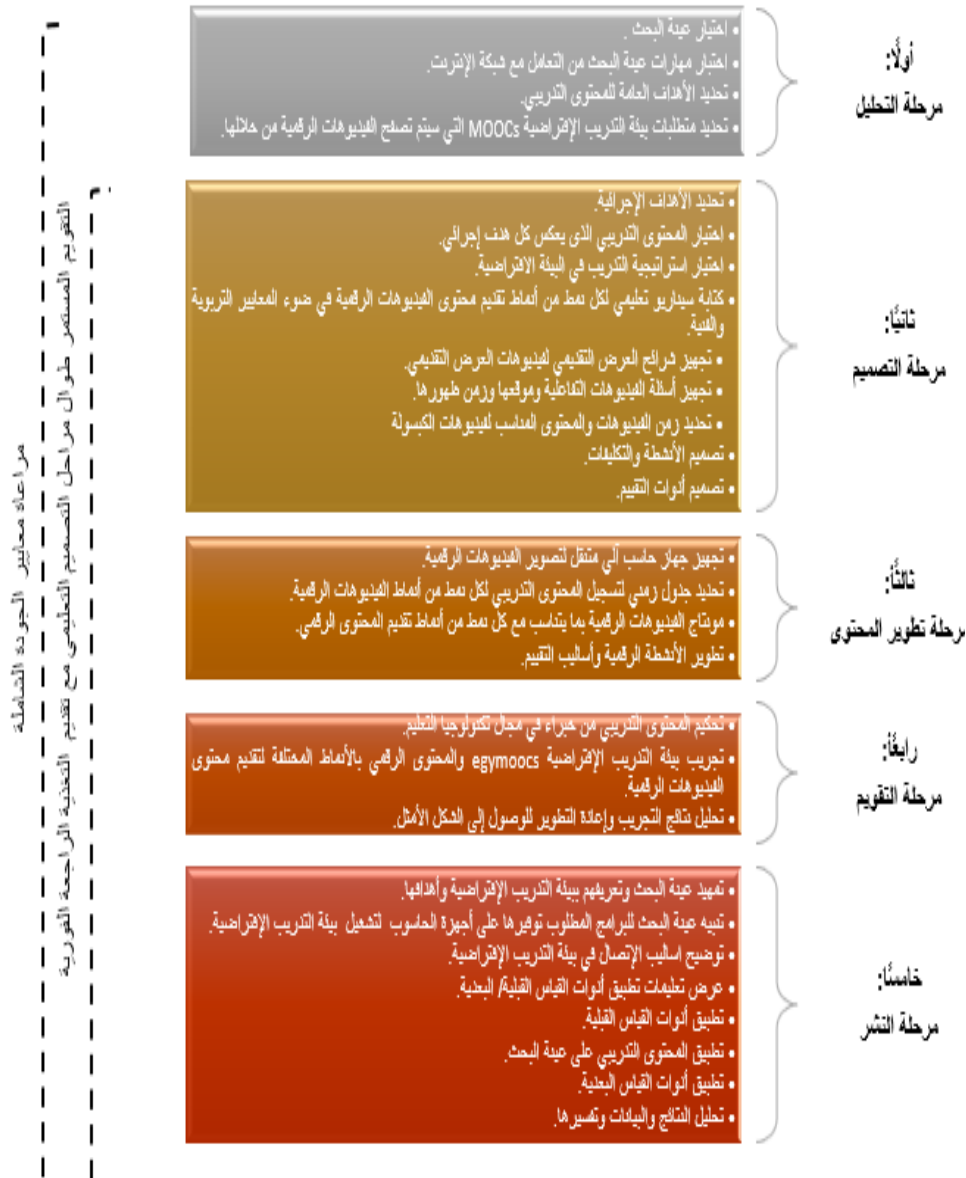 أولًا:
مرحلة التحليل
• اختيار عينة البحث .
• اختبار مهارات عينة البحث من التعامل مع شبكة الإنترنت.
• تحديد الأهداف العامة للمحتوى التدريبي.
• تحديد متطلبات بيئة التدريب الإفتراضية MOOCs التي سيتم تصفح الفيديوهات الرقمية من خلالها.
ثانيًا:
مرحلة التصميم
• تحديد الأهداف الإجرائية.
• اختيار المحتوى التدريبي الذى يعكس كل هدف إجرائي.
• اختيار استراتيجية التدريب في البيئة الافتراضية.
• كتابة سيناريو تعليمي لكل نمط من أنماط تقديم محتوى الفيديوهات الرقمية في ضوء المعايير التربوية
والفنية.
• تجهيز شرائح العرض التقديمي لفيديوهات العرض التقديمي.
• تجهيز أسئلة الفيديوهات التفاعلية وموقعها وزمن ظهورها.
• تحديد زمن الفيديوهات والمحتوى المناسب لفيديوهات الكبسولة
• تصميم الأنشطة والتكليفات.
• تصميم أدوات التقييم.
ثالثًا:
مرحلة تطوير المحتوى
• تجهيز جهاز حاسب آلي متنقل لتصوير الفيديوهات الرقمية.
• تحديد جدول زمني لتسجيل المحتوى التدريبي لكل نمط من أنماط الفيديوهات الرقمية.
• مونتاج الفيديوهات الرقمية بما يتناسب مع كل نمط من أنماط تقديم المحتوى الرقمي.
• تطوير الأنشطة الرقمية وأساليب التقييم.
رابعًا:
مرحلة التقويم
• تحكيم المحتوى التدريبي من خبراء في مجال تكنولوجيا التعليم.
• تجريب بيئة التدريب الإفتراضية egymoocs والمحتوى الرقمي بالأنماط المختلفة لتقديم محتوى
الفيديوهات الرقمية.
• تحليل نتائج التجريب وإعادة التطوير للوصول إلى الشكل الأمثل.
خامسًا:
مرحلة النشر
• تمهيد عينة البحث وتعريفهم ببيئة التدريب الإفتراضية وأهدافها.
• تنبيه عينة البحث للبرامج المطلوب توفيرها على أجهزة الحاسوب لتشغيل بيئة التدريب الإفتراضية.
• توضيح اساليب الإتصال في بيئة التدريب الإفتراضية.
• عرض تعليمات تطبيق أدوات القياس القبلية/ البعدية.
• تطبيق أدوات القياس القبلية.
• تطبيق المحتوى التدريبي على عينة البحث.
• تطبيق أدوات القياس البعدية.
• تحليل النتائج والبيانات وتفسيرها.
التقويم المستمر طوال مراحل التصميم التعليمي مع تقديم التغذية الراجعة الفورية
مراعاه معايير الجوده الشاملة